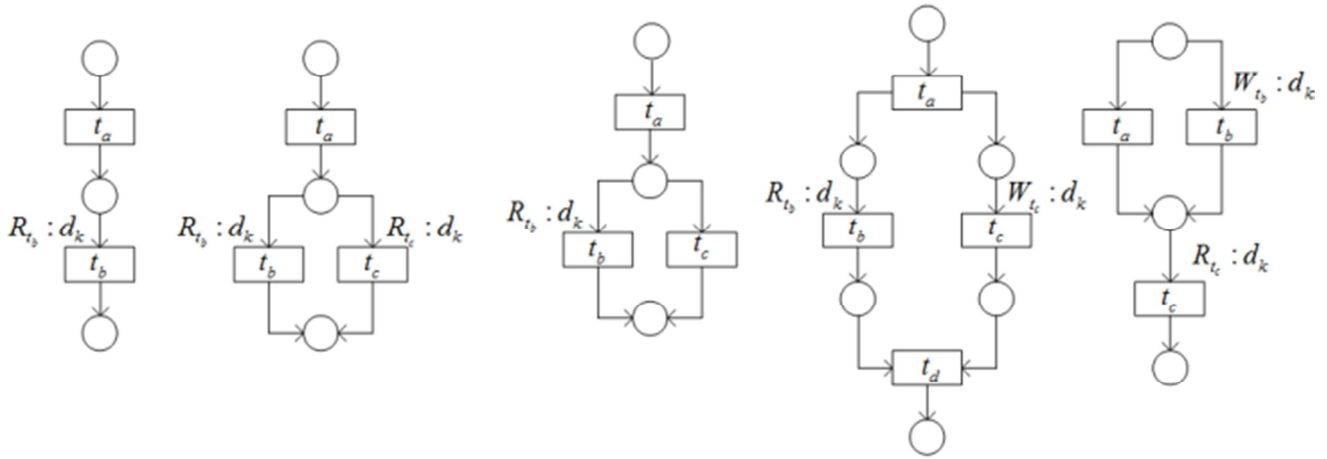 t_a
R_{t_b} : d_k
t_b
t_a
R_{t_b} : d_k
R_{t_c} : d_k
t_b
t_c
t_a
R_{t_b} : d_k
t_b
t_c
t_a
R_{t_b} : d_k
W_{t_c} : d_k
t_b
t_c
t_d
W_{t_b} : d_k
t_a
t_b
R_{t_c} : d_k
t_c